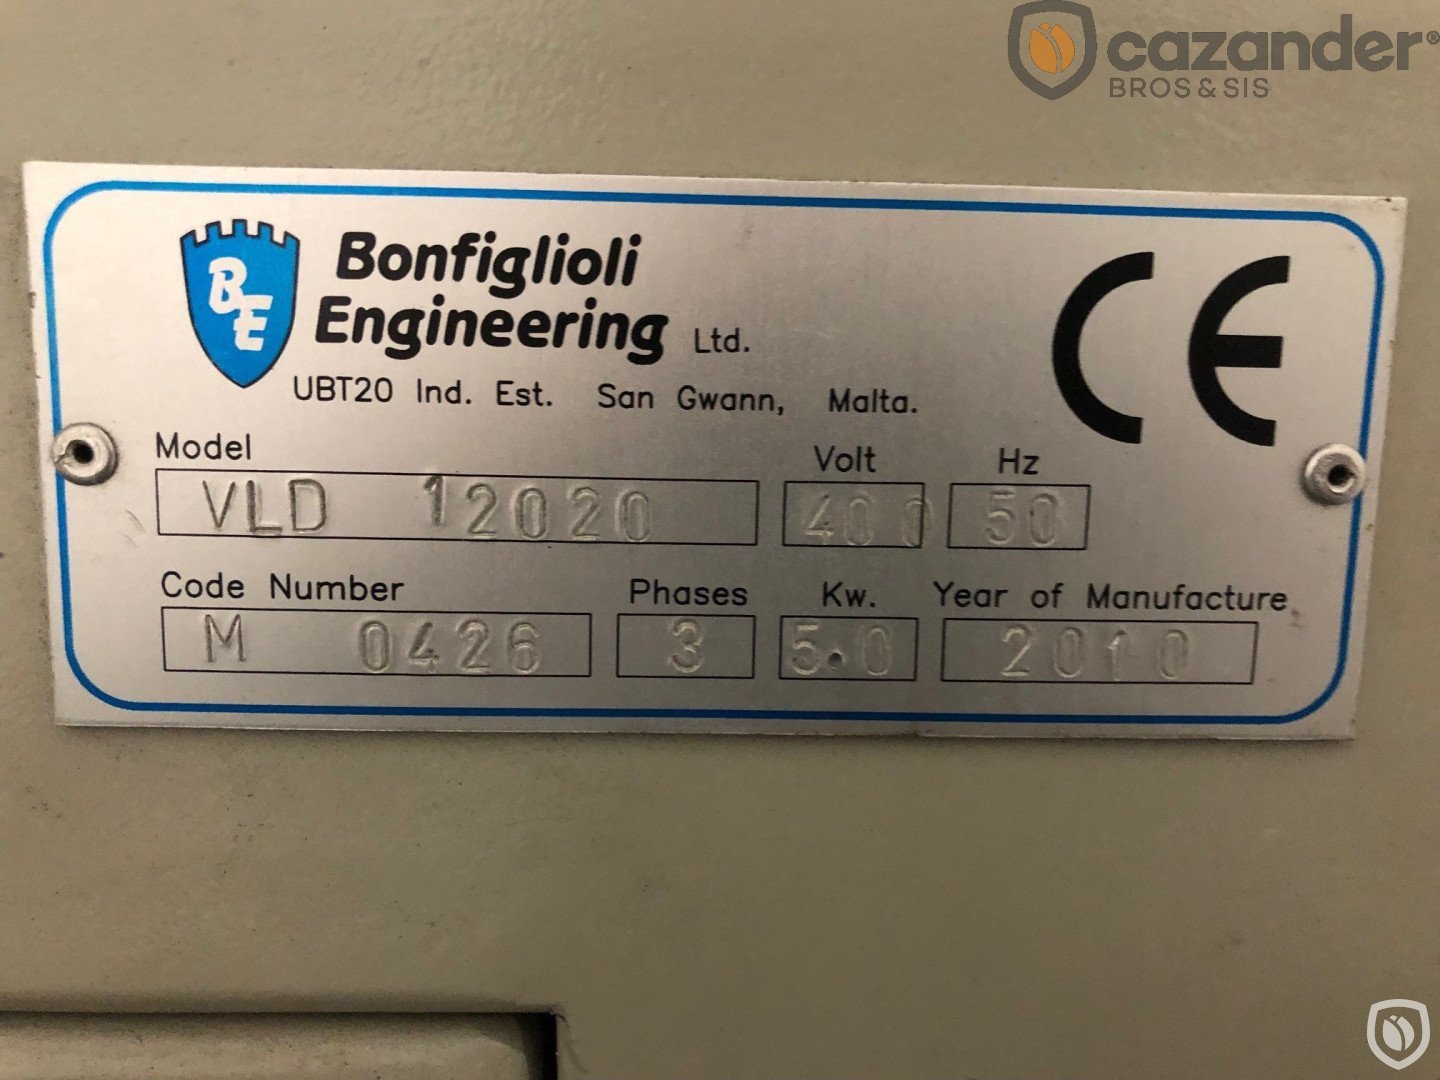 cazander®
BROS & SIS
BE
Bonfiglioli
Engineering Ltd.
UBT20 Ind. Est. San Gwann, Malta.
CE
Model Volt Hz
VLD 12020 400 50
Code Number Phases Kw. Year of Manufacture
M 0426 3 5.0 2010